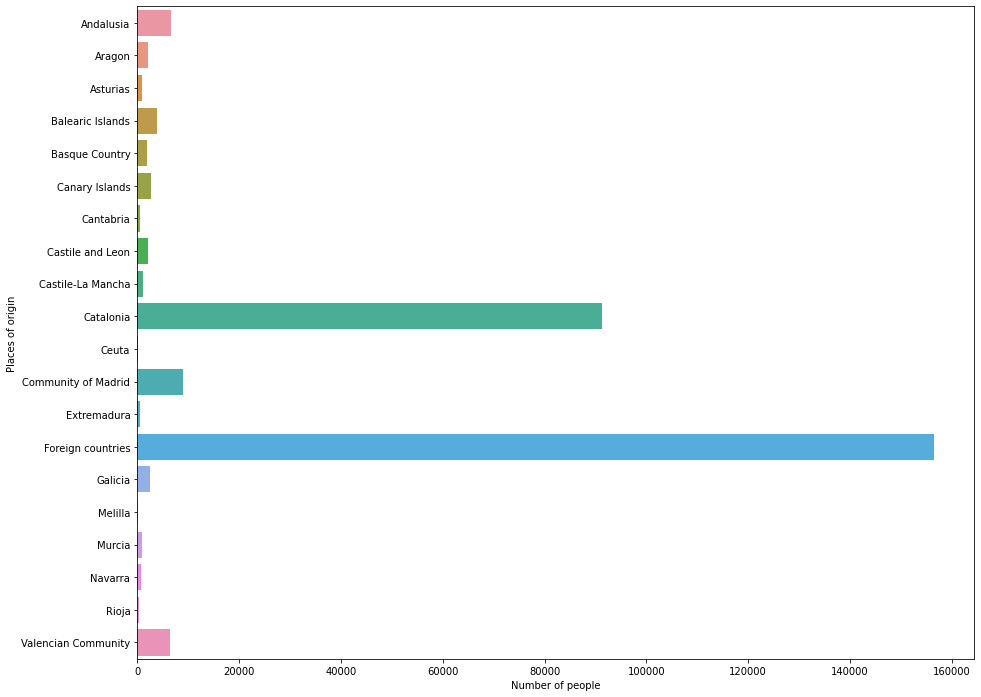 Places of origin
Andalusia
Aragon
Asturias
Balearic Islands
Basque Country
Canary Islands
Cantabria
Castile and Leon
Castile-La Mancha
Catalonia
Ceuta
Community of Madrid
Extremadura
Foreign countries
Galicia
Melilla
Murcia
Navarra
Rioja
Valencian Community
0 20000 40000 60000 80000 100000 120000 140000 160000
Number of people